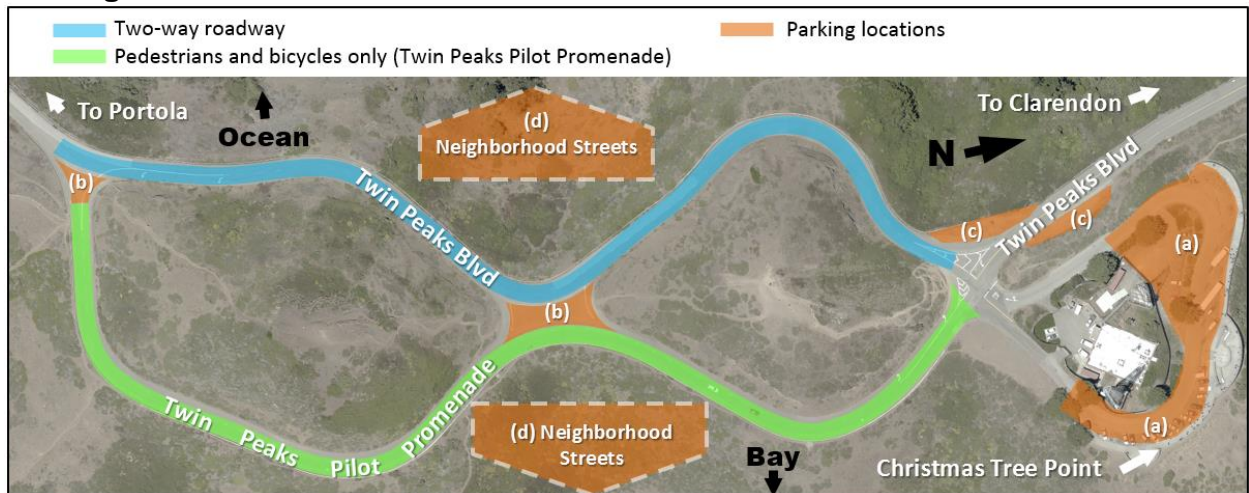 Two-way roadway
Parking locations
Pedestrians and bicycles only (Twin Peaks Pilot Promenade)
To Portola
Ocean
(d)
Neighborhood Streets
To Clarendon
N
(b)
Twin Peaks Blvd
Twin Peaks Blvd
(c)
(c)
(a)
(b)
Twin Peaks Pilot Promenade
(d) Neighborhood
Streets
Bay
(a)
Christmas Tree Point